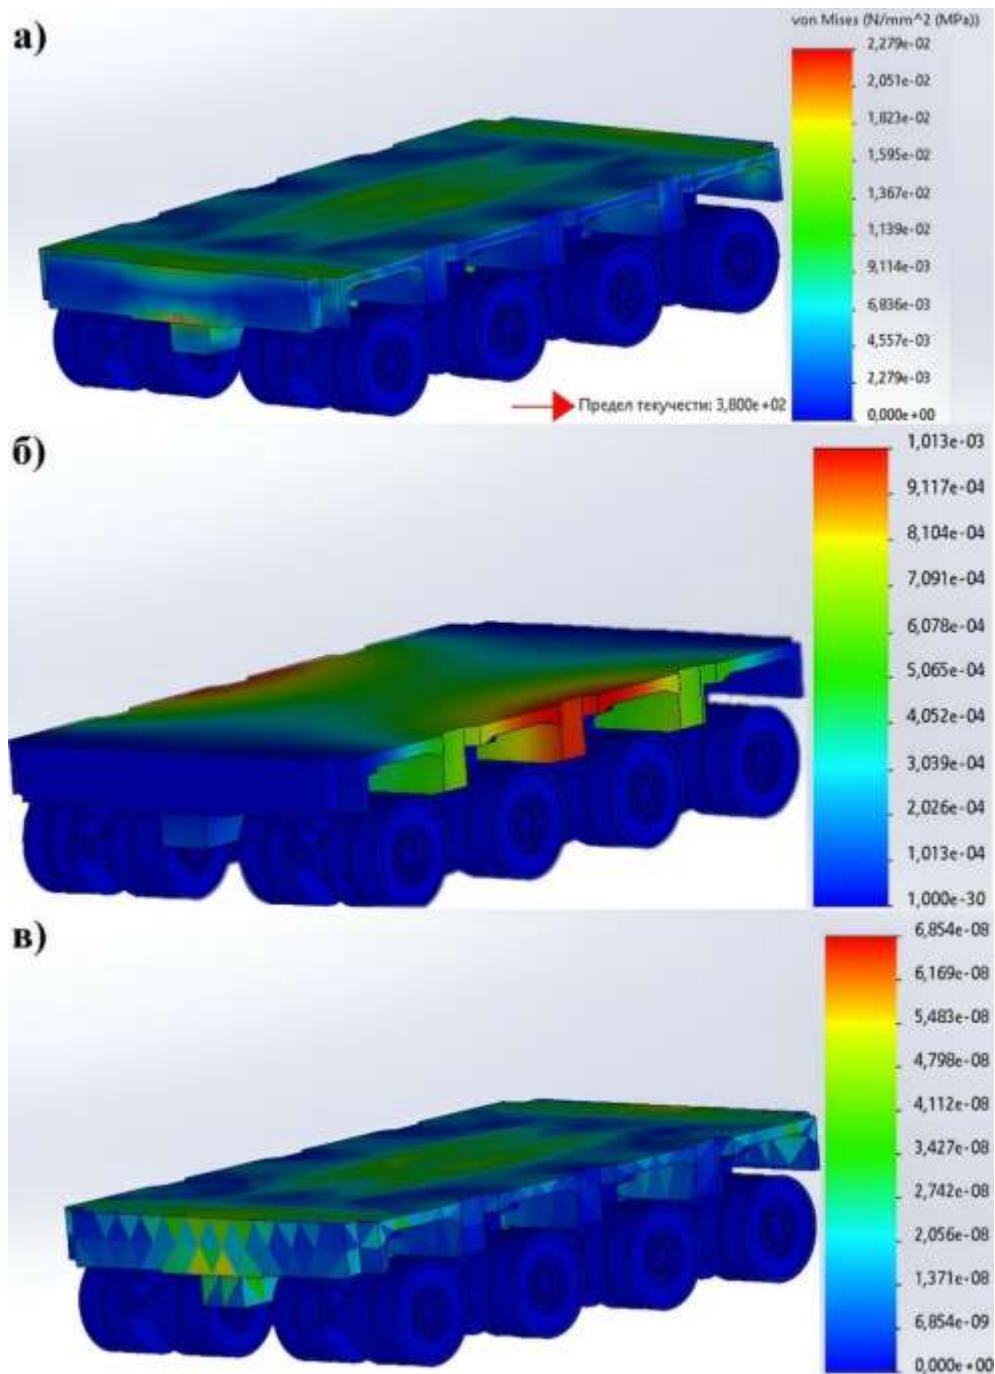 а)
von Mises (N/mm^2 (MPa))
2,279e-02
2,051e-02
1,823e-02
1,595e-02
1,367e-02
1,139e-02
9,114e-03
6,836e-03
4,557e-03
2,279e-03
0,000e+00
Предел текучести: 3,800e+02
б)
1,013e-03
9,117e-04
8,104e-04
7,091e-04
6,078e-04
5,065e-04
4,052e-04
3,039e-04
2,026e-04
1,013e-04
1,000e-30
в)
6,854e-08
6,169e-08
5,483e-08
4,798e-08
4,112e-08
3,427e-08
2,742e-08
2,056e-08
1,371e-08
6,854e-09
0,000e+00